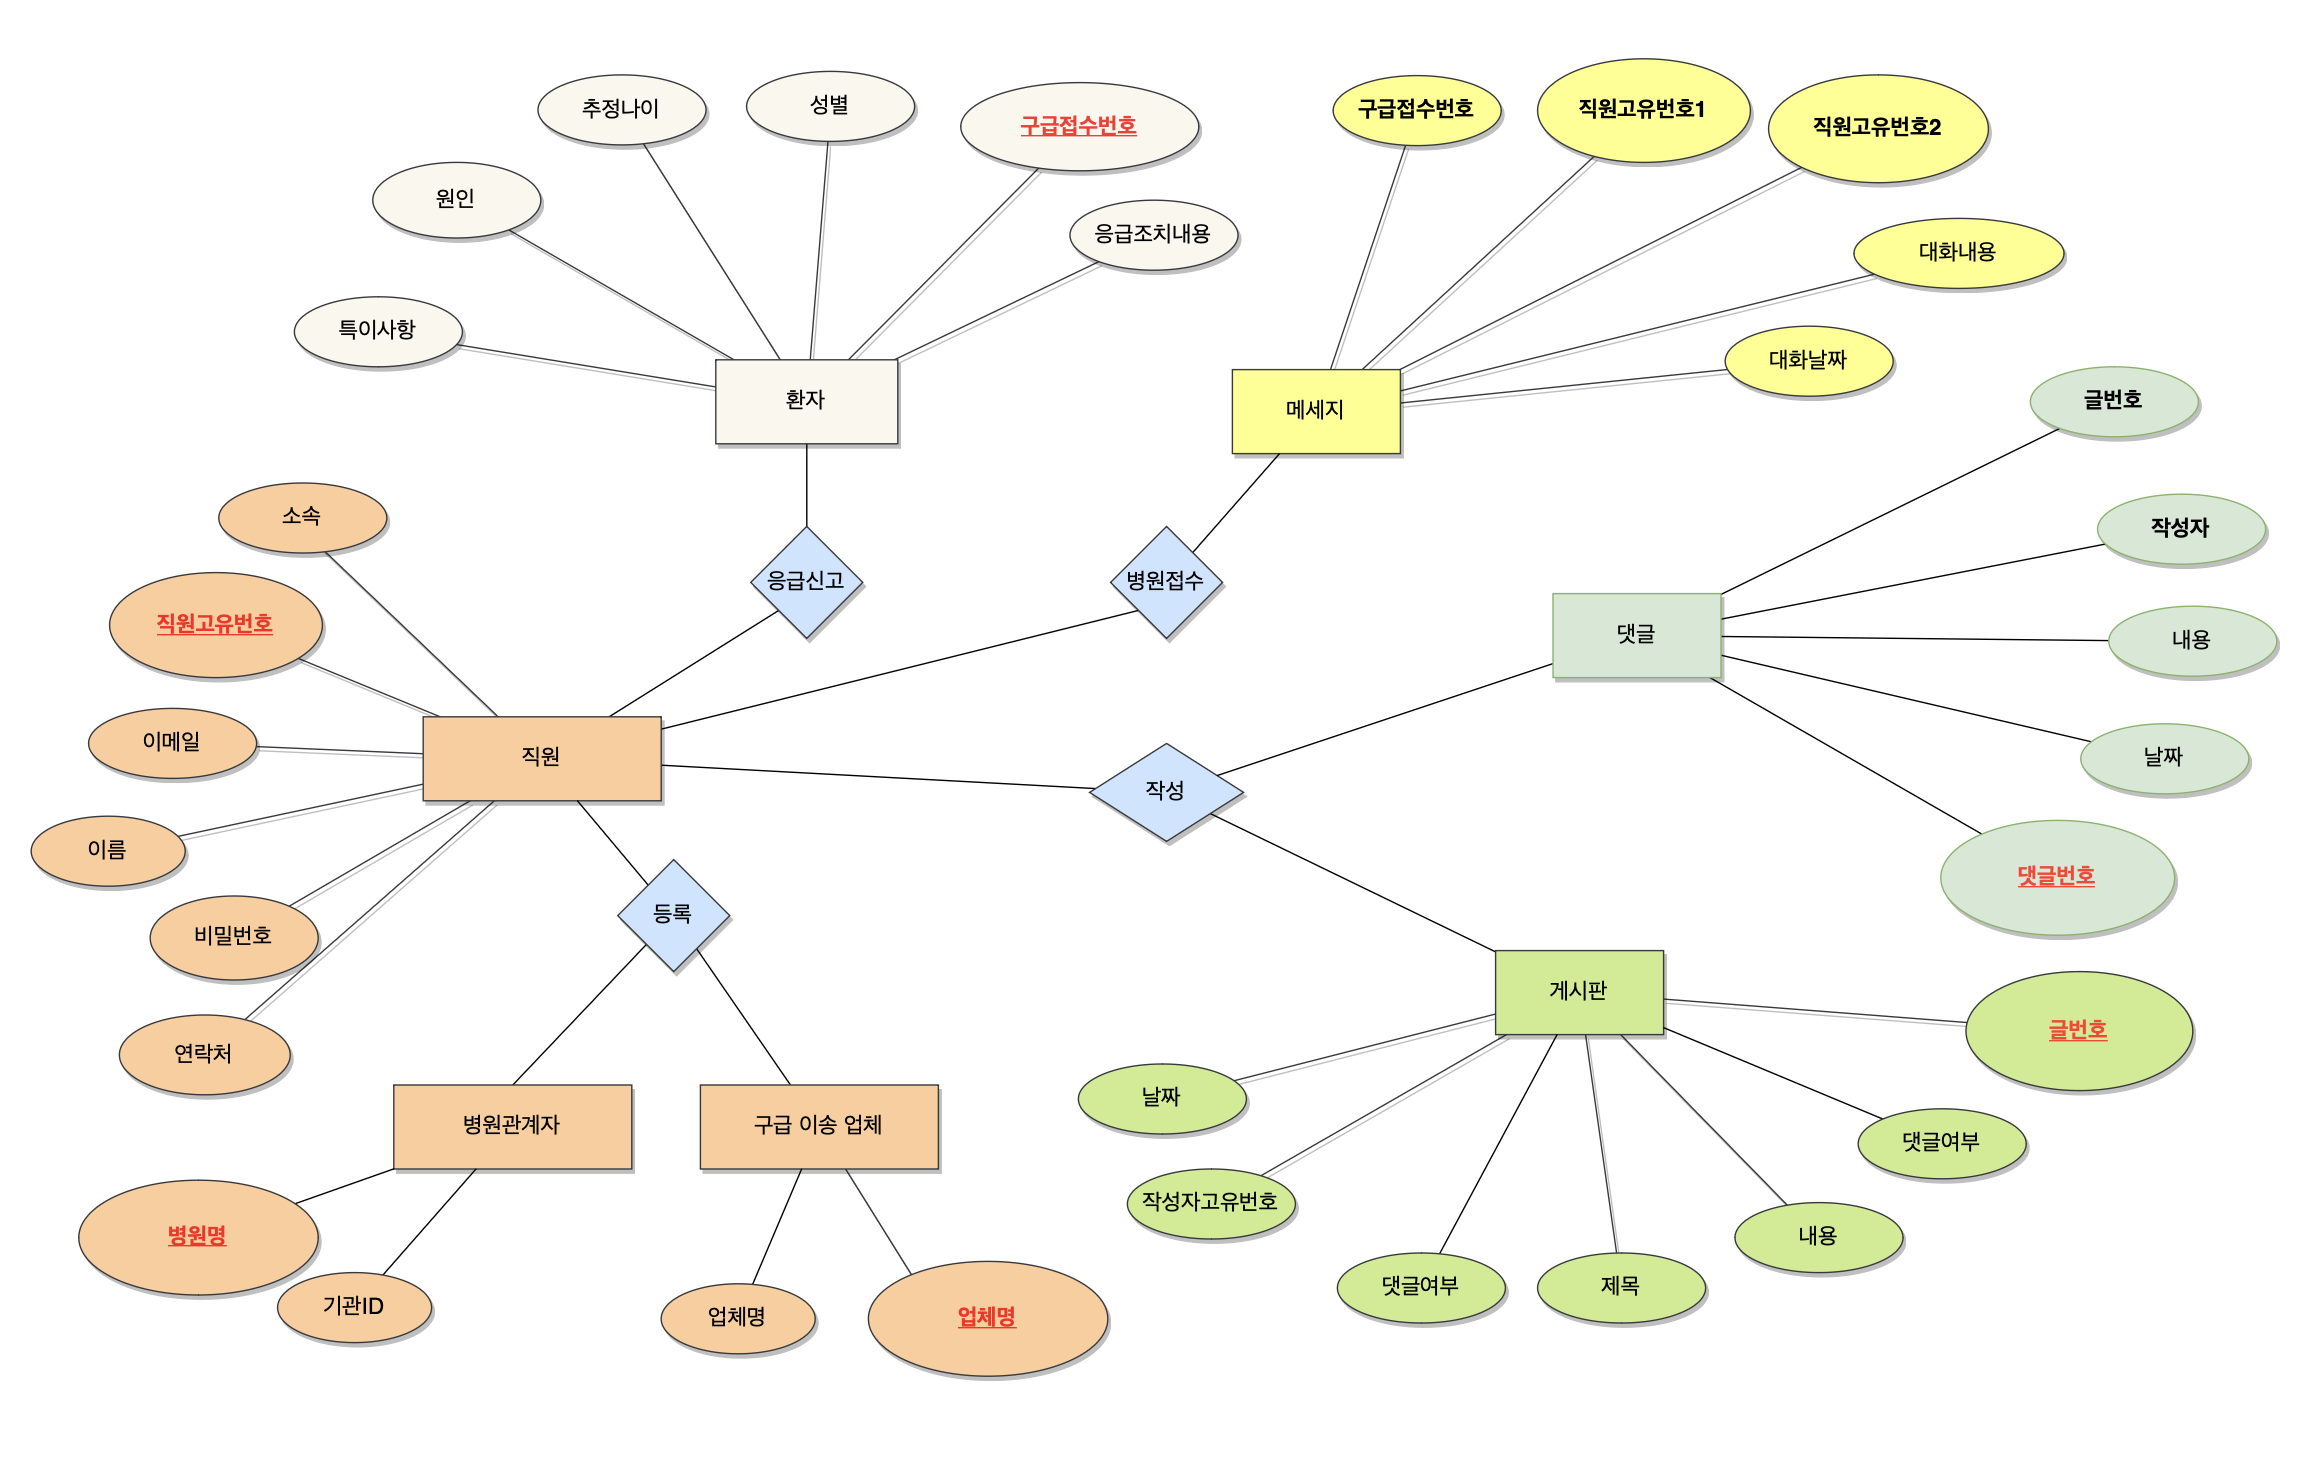 추정나이
성별
구급접수번호
원인
응급조치내용
특이사항
환자
구급접수번호
직원고유번호1
직원고유번호2
대화내용
대화날짜
메세지
글번호
작성자
내용
날짜
댓글번호
댓글
소속
직원고유번호
이메일
이름
비밀번호
연락처
직원
응급신고
병원접수
작성
등록
병원관계자
구급 이송 업체
병원명
기관ID
업체명
업체명
게시판
글번호
날짜
작성자고유번호
댓글여부
제목
내용
댓글여부